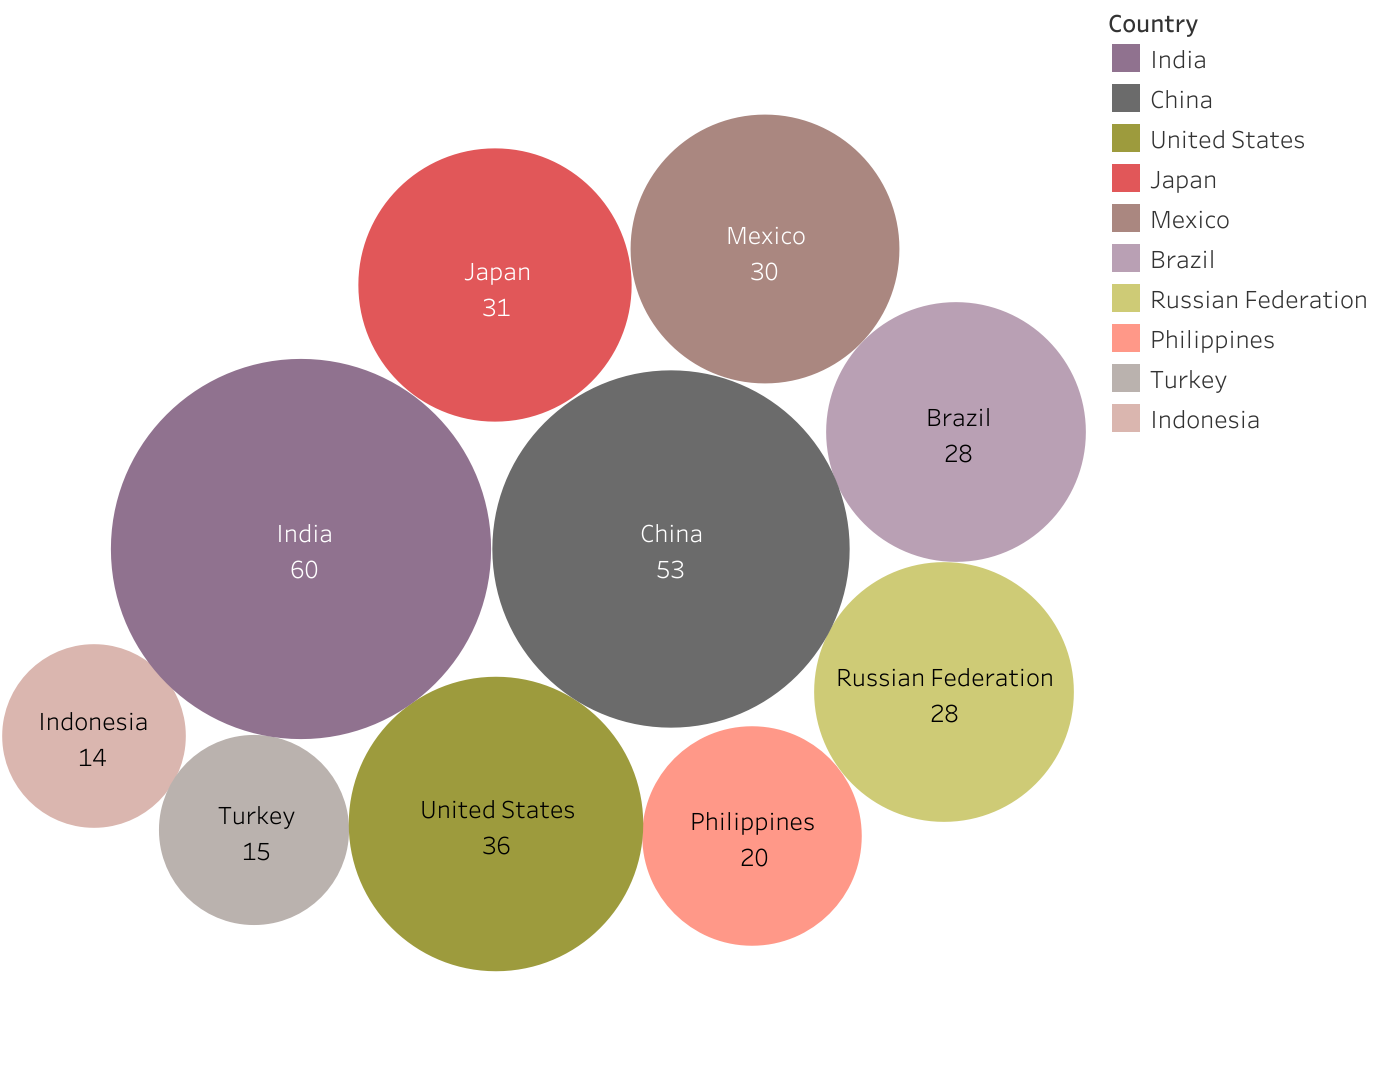 Country
India
China
United States
Japan
Mexico
Brazil
Russian Federation
Philippines
Turkey
Indonesia
Mexico
30
Japan
31
Brazil
28
India
60
China
53
Russian Federation
28
Indonesia
14
Turkey
15
United States
36
Philippines
20